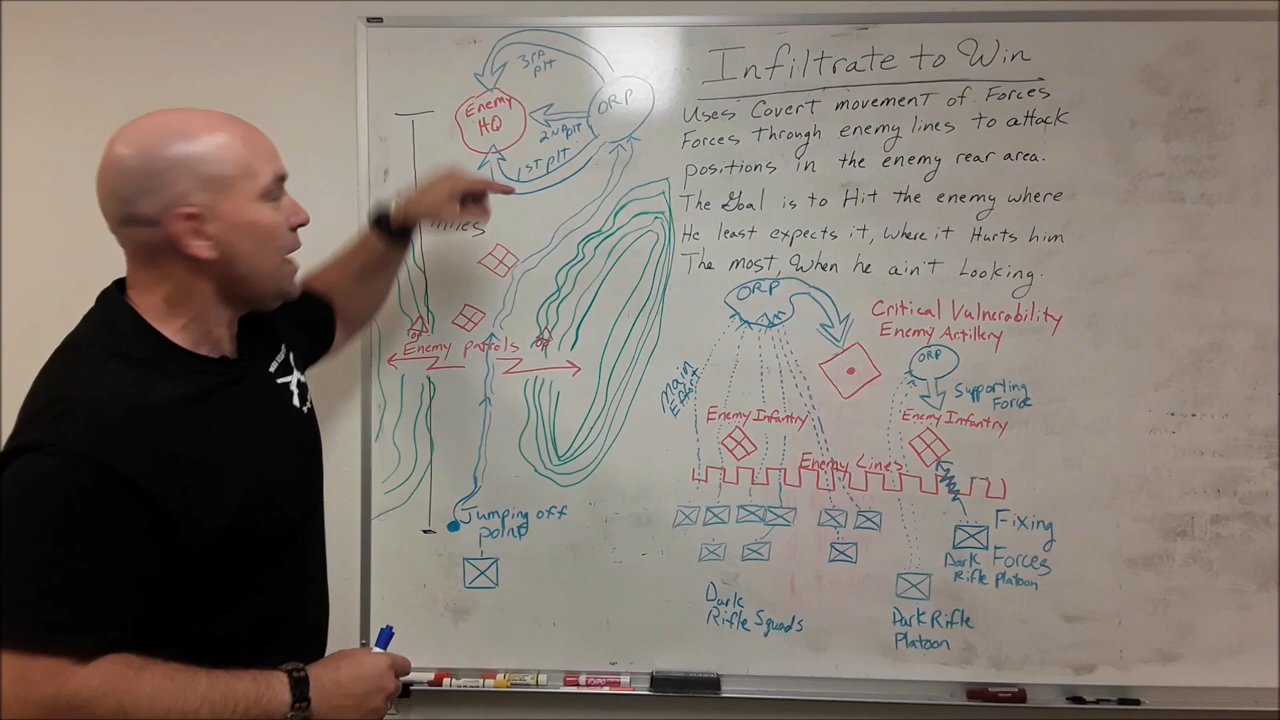 Infiltrate to Win
Uses Covert movement of Forces
Forces through enemy lines to attack
positions in the enemy rear area.
The Goal is to Hit the enemy where
He least expects it, where it Hurts him
The most, When he ain't Looking.
3rd plt
Enemy
HQ
ORP
2nd plt
1st plt.
miles
OP
OP
Enemy patrols
Jumping off
point
ORP
Critical Vulnerability
Enemy Artillery
ORP
Supporting
Force
Main
Effort
Enemy Infantry
Enemy Infantry
Enemy Lines
Fixing
Forces
Dark
Rifle Platoon
Dark
Rifle Squads
Dark Rifle
Platoon
EXPO